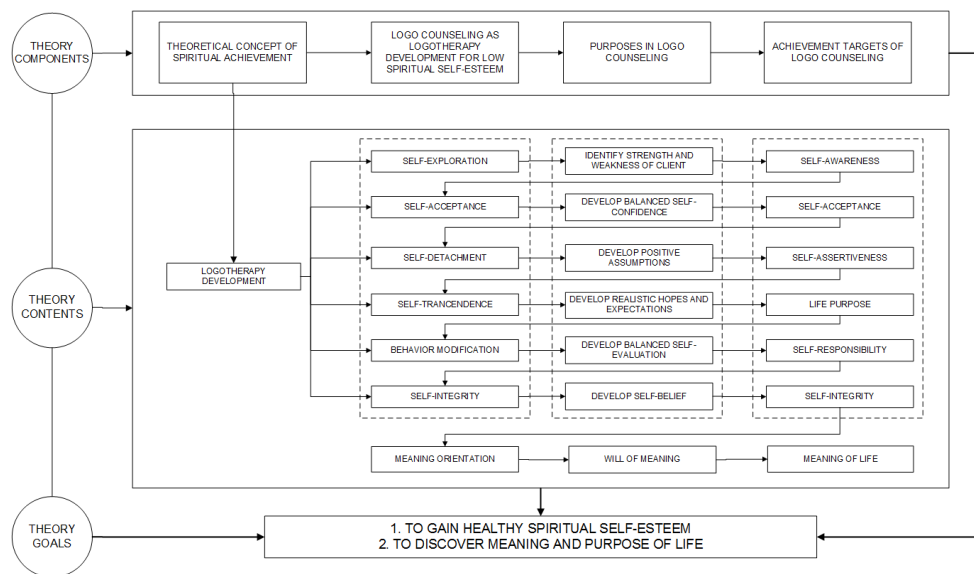 THEORY
COMPONENTS
THEORETICAL CONCEPT OF
SPIRITUAL ACHIEVEMENT
LOGO COUNSELING AS
LOGOTHERAPY
DEVELOPMENT FOR LOW
SPIRITUAL SELF-ESTEEM
PURPOSES IN LOGO
COUNSELING
ACHIEVEMENT TARGETS OF
LOGO COUNSELING
THEORY
CONTENTS
LOGOTHERAPY
DEVELOPMENT
SELF-EXPLORATION
IDENTIFY STRENGTH AND
WEAKNESS OF CLIENT
SELF-AWARENESS
SELF-ACCEPTANCE
DEVELOP BALANCED SELF-
CONFIDENCE
SELF-ACCEPTANCE
SELF-DETACHMENT
DEVELOP POSITIVE
ASSUMPTIONS
SELF-ASSERTIVENESS
SELF-TRANCENDENCE
DEVELOP REALISTIC HOPES AND
EXPECTATIONS
LIFE PURPOSE
BEHAVIOR MODIFICATION
DEVELOP BALANCED SELF-
EVALUATION
SELF-RESPONSIBILITY
SELF-INTEGRITY
DEVELOP SELF-BELIEF
SELF-INTEGRITY
MEANING ORIENTATION
WILL OF MEANING
MEANING OF LIFE
THEORY
GOALS
1. TO GAIN HEALTHY SPIRITUAL SELF-ESTEEM
2. TO DISCOVER MEANING AND PURPOSE OF LIFE